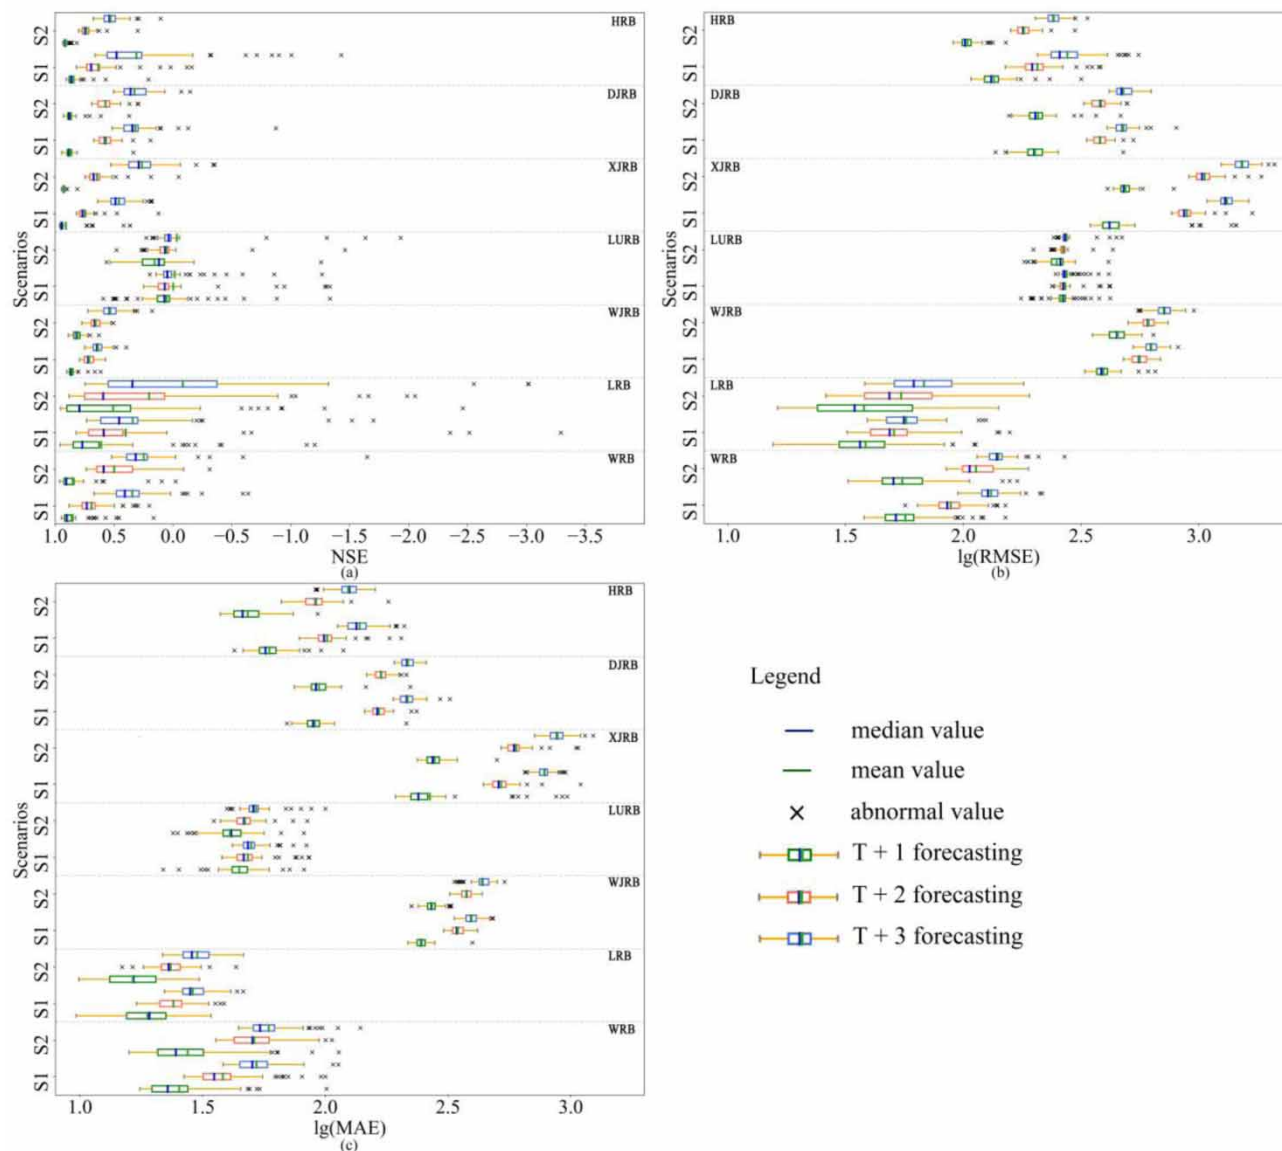 HRB
S2
S1
DJRB
S2
S1
XJRB
S2
S1
LURB
S2
S1
WJRB
S2
S1
LRB
S2
S1
WRB
S2
S1
Scenarios
1.0 0.5 0.0 −0.5 −1.0 −1.5 −2.0 −2.5 −3.0 −3.5
NSE
(a)
HRB
S2
S1
DJRB
S2
S1
XJRB
S2
S1
LURB
S2
S1
WJRB
S2
S1
LRB
S2
S1
WRB
S2
S1
Scenarios
1.0 1.5 2.0 2.5 3.0
lg(RMSE)
(b)
HRB
S2
S1
DJRB
S2
S1
XJRB
S2
S1
LURB
S2
S1
WJRB
S2
S1
LRB
S2
S1
WRB
S2
S1
Scenarios
1.0 1.5 2.0 2.5 3.0
lg(MAE)
(c)
Legend
median value
mean value
abnormal value
T + 1 forecasting
T + 2 forecasting
T + 3 forecasting